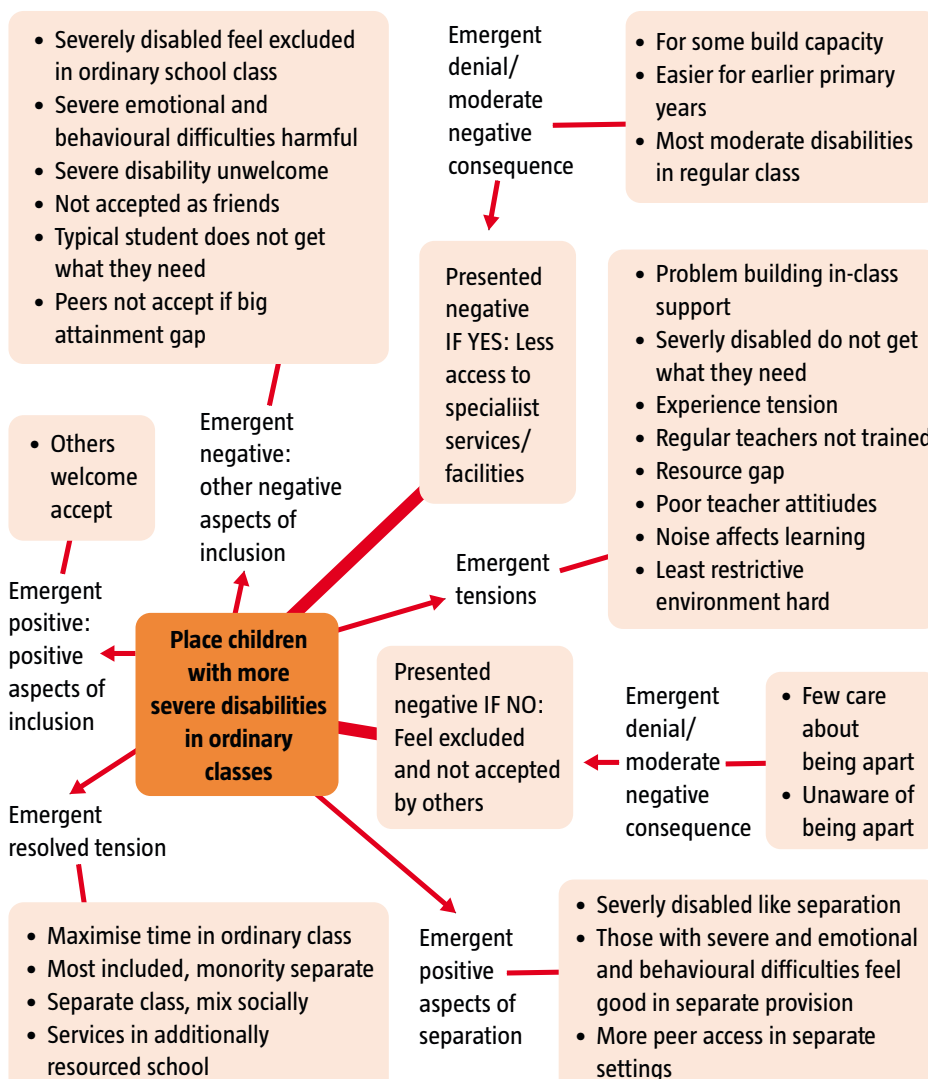 • Severely disabled feel excluded
in ordinary school class
• Severe emotional and
behavioural difficulties harmful
• Severe disability unwelcome
• Not accepted as friends
• Typical student does not get
what they need
• Peers not accept if big
attainment gap
Emergent
denial/
moderate
negative
consequence
• For some build capacity
• Easier for earlier primary
years
• Most moderate disabilities
in regular class
Presented
negative
IF YES: Less
access to
specialiist
services/
facilities
• Problem building in-class
support
• Severly disabled do not get
what they need
• Experience tension
• Regular teachers not trained
• Resource gap
• Poor teacher attitiudes
• Noise affects learning
• Least restrictive
environment hard
• Others
welcome
accept
Emergent
negative:
other negative
aspects of
inclusion
Emergent
tensions
Emergent
positive:
positive
aspects of
inclusion
Place children
with more
severe disabilities
in ordinary
classes
Presented
negative IF NO:
Feel excluded
and not accepted
by others
Emergent
denial/
moderate
negative
consequence
• Few care
about
being apart
• Unaware of
being apart
Emergent
resolved tension
• Maximise time in ordinary class
• Most included, monority separate
• Separate class, mix socially
• Services in additionally
resourced school
Emergent
positive
aspects of
separation
• Severly disabled like separation
• Those with severe and emotional
and behavioural difficulties feel
good in separate provision
• More peer access in separate
settings